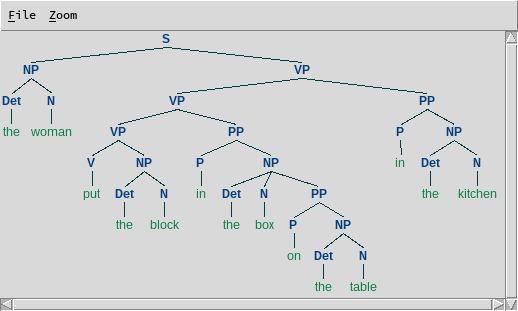 File Zoom
S
NP VP
Det N VP PP
the woman VP PP P NP
V NP P NP in Det N
put Det N in Det N PP the kitchen
the block the box P NP
on Det N
the table